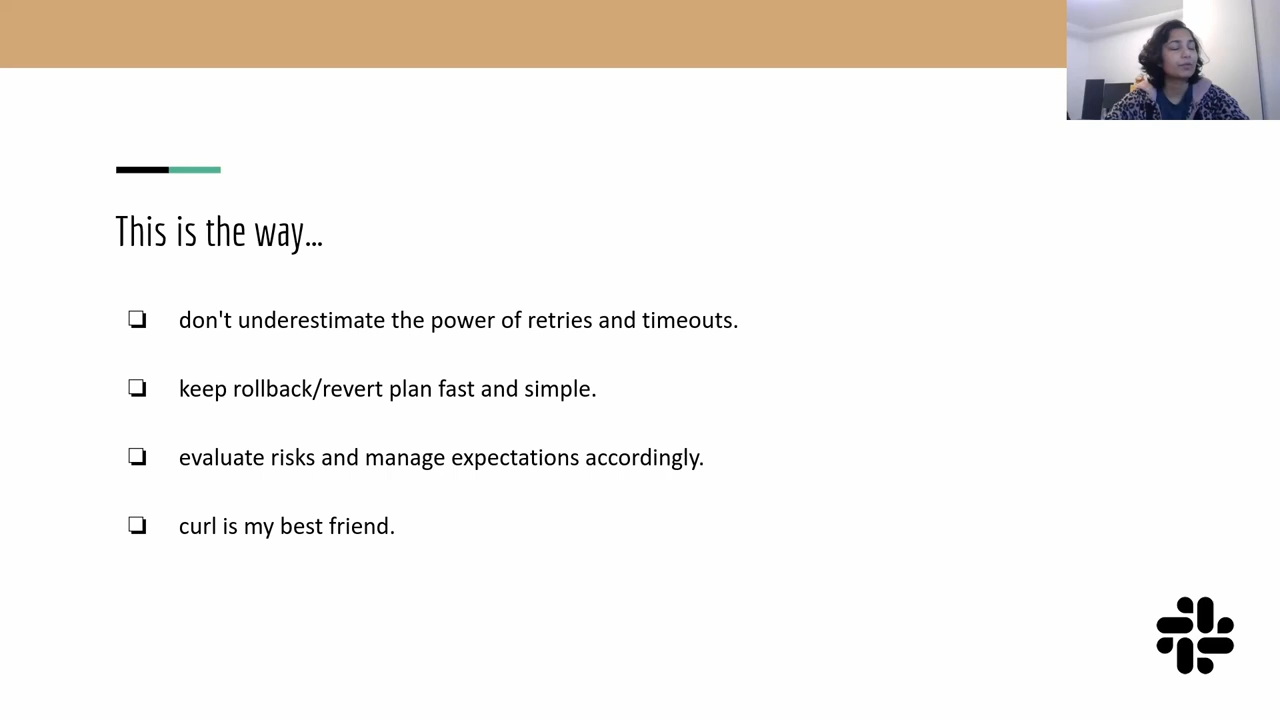 This is the way...
don't underestimate the power of retries and timeouts.
keep rollback/revert plan fast and simple.
evaluate risks and manage expectations accordingly.
curl is my best friend.